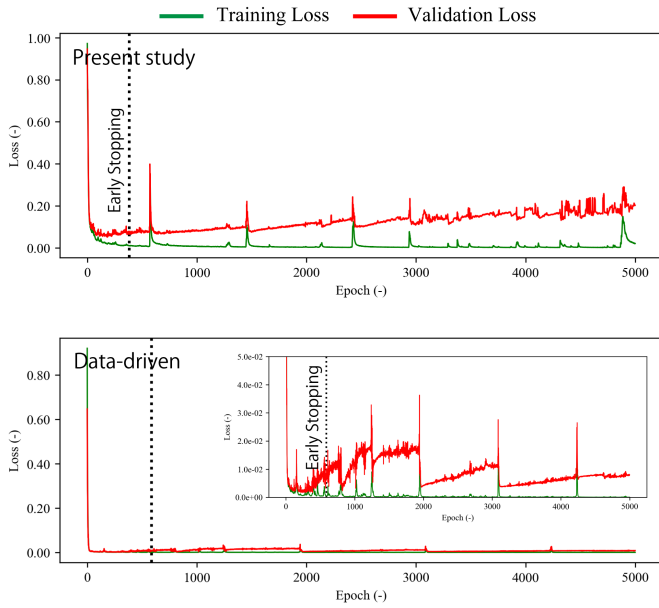 Training Loss
Validation Loss
Present study
Early Stopping
1.00
0.80
0.60
0.40
0.20
0.00
Loss (-)
0
1000
2000
3000
4000
5000
Epoch (-)
Data-driven
0.80
0.60
0.40
0.20
0.00
Loss (-)
0
1000
2000
3000
4000
5000
Epoch (-)
Early Stopping
5.0e-02
4.0e-02
3.0e-02
2.0e-02
1.0e-02
0.0e+00
Loss (-)
0
1000
2000
3000
4000
5000
Epoch (-)